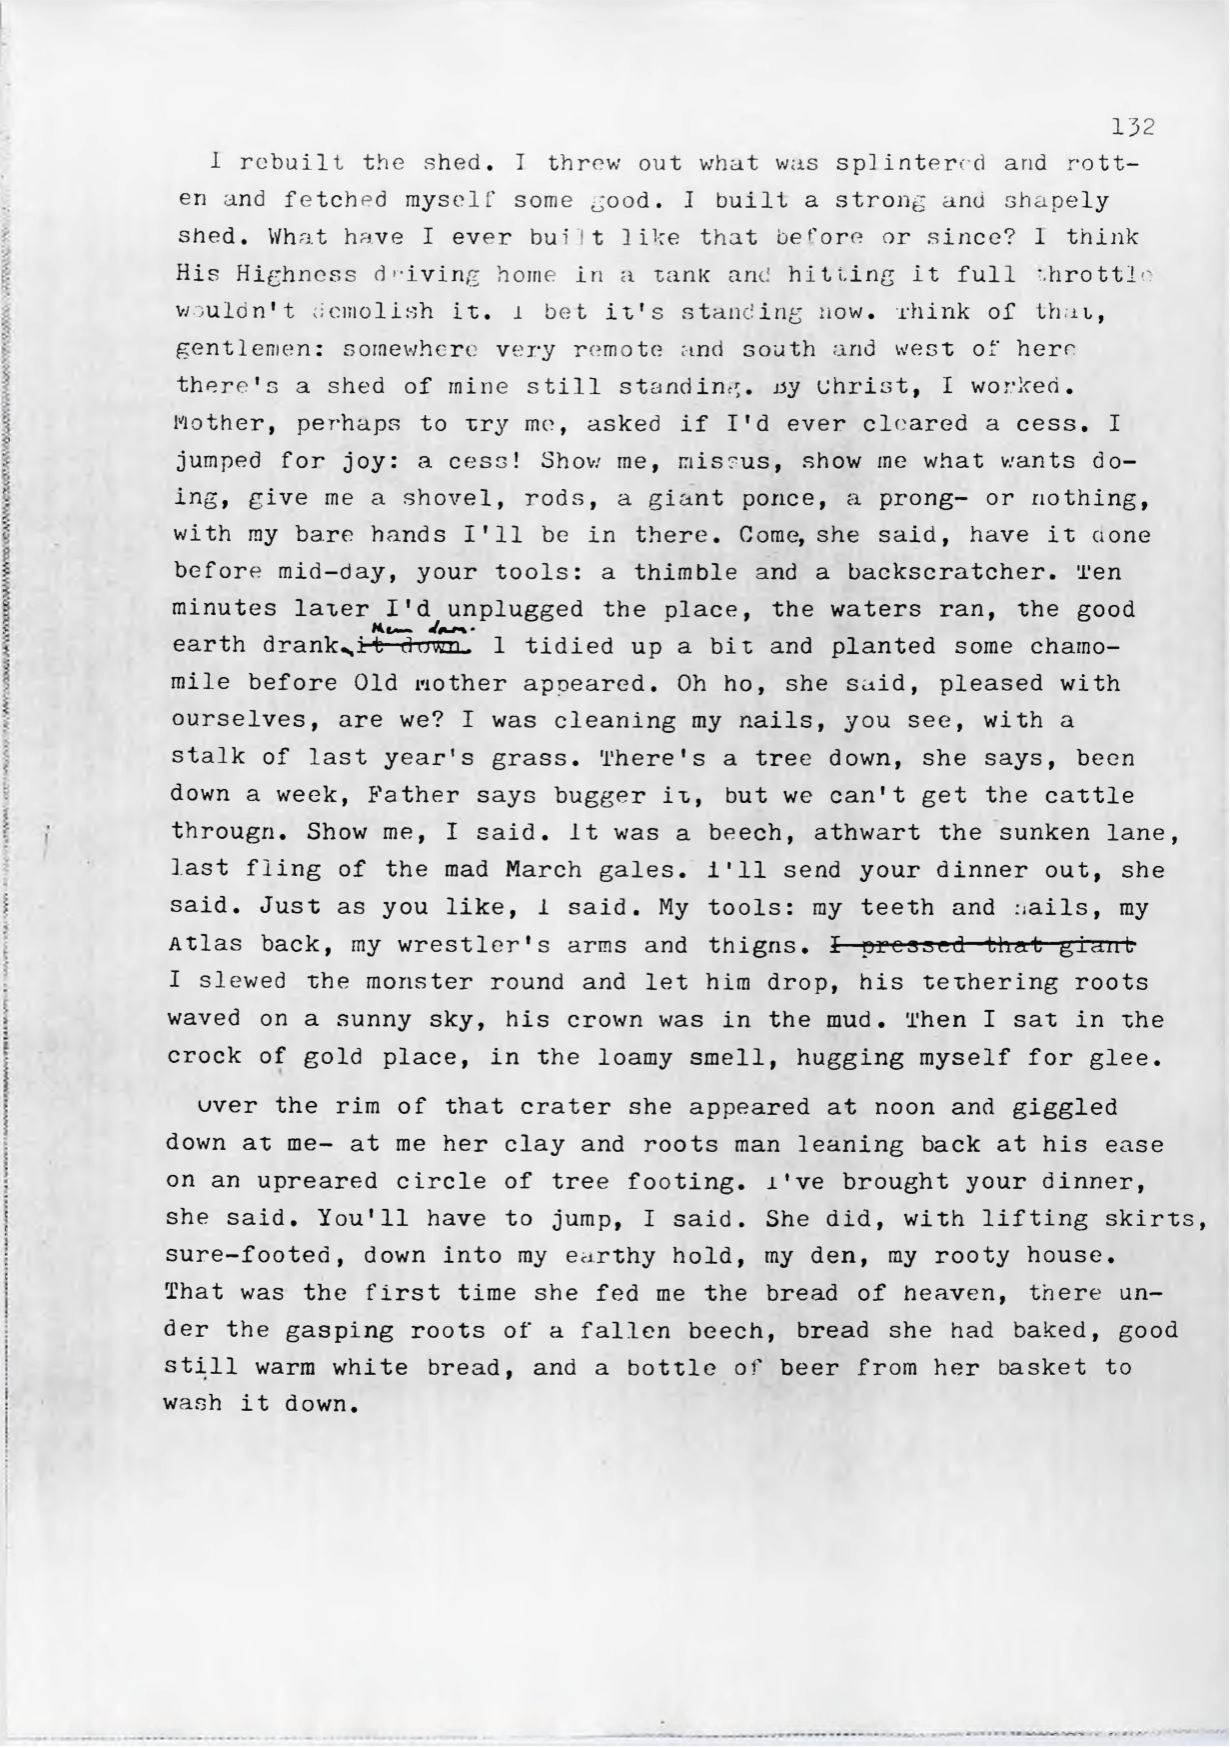 132
I rebuilt the shed. I threw out what was splintered and rott-
en and fetched myself some good. I built a strong and shapely
shed. What have I ever built like that before or since? I think
His Highness driving home in a tank and hitting it full throttle
wouldn't demolish it. I bet it's standing now. Think of that,
gentlemen: somewhere very remote and south and west of here
there's a shed of mine still standing. By Christ, I worked.
Mother, perhaps to try me, asked if I'd ever cleared a cess. I
jumped for joy: a cess! Show me, missus, show me what wants do-
ing, give me a shovel, rods, a giant ponce, a prong- or nothing,
with my bare hands I'll be in there. Come, she said, have it done
before mid-day, your tools: a thimble and a backscratcher. Ten
minutes later I'd unplugged the place, the waters ran, the good
them down.
earth drank it down. I tidied up a bit and planted some chamo-
mile before Old Mother appeared. Oh ho, she said, pleased with
ourselves, are we? I was cleaning my nails, you see, with a
stalk of last year's grass. There's a tree down, she says, been
down a week, Father says bugger it, but we can't get the cattle
through. Show me, I said. It was a beech, athwart the sunken lane,
last fling of the mad March gales. I'll send your dinner out, she
said. Just as you like, I said. My tools: my teeth and nails, my
Atlas back, my wrestler's arms and thighs. I pressed that giant
I slewed the monster round and let him drop, his tethering roots
waved on a sunny sky, his crown was in the mud. Then I sat in the
crock of gold place, in the loamy smell, hugging myself for glee.
Over the rim of that crater she appeared at noon and giggled
down at me- at me her clay and roots man leaning back at his ease
on an upreared circle of tree footing. I've brought your dinner,
she said. You'll have to jump, I said. She did, with lifting skirts,
sure-footed, down into my earthy hold, my den, my rooty house.
That was the first time she fed me the bread of heaven, there un-
der the gasping roots of a fallen beech, bread she had baked, good
still warm white bread, and a bottle of beer from her basket to
wash it down.